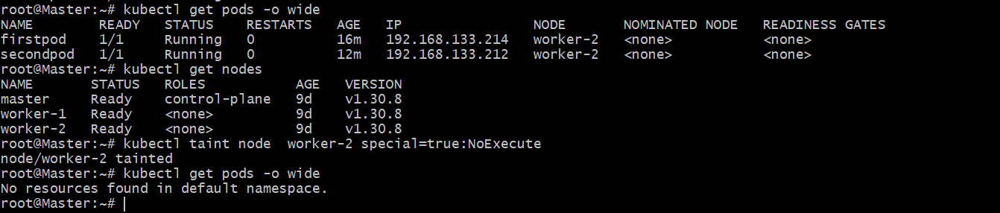 root@Master:~# kubectl get pods -o wide
NAME        READY   STATUS    RESTARTS   AGE   IP                NODE       NOMINATED NODE   READINESS GATES
firstpod    1/1     Running   0          16m   192.168.133.214   worker-2   <none>           <none>
secondpod   1/1     Running   0          12m   192.168.133.212   worker-2   <none>           <none>
root@Master:~# kubectl get nodes
NAME       STATUS   ROLES           AGE   VERSION
master     Ready    control-plane   9d    v1.30.8
worker-1   Ready    <none>          9d    v1.30.8
worker-2   Ready    <none>          9d    v1.30.8
root@Master:~# kubectl taint node  worker-2 special=true:NoExecute
node/worker-2 tainted
root@Master:~# kubectl get pods -o wide
No resources found in default namespace.
root@Master:~#